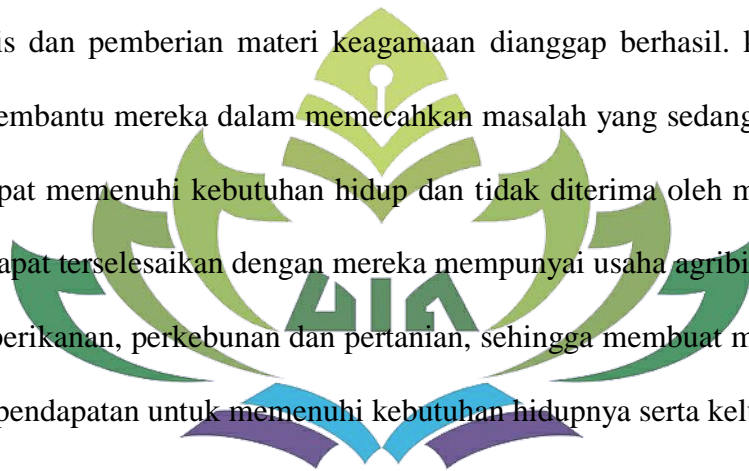 is dan pemberian materi keagamaan dianggap berhasil.
embantu mereka dalam memecahkan masalah yang sedang
pat memenuhi kebutuhan hidup dan tidak diterima oleh m
apat terselesaikan dengan mereka mempunyai usaha agribi
perikanan, perkebunan dan pertanian, sehingga membuat m
pendapatan untuk memenuhi kebutuhan hidupnya serta kel